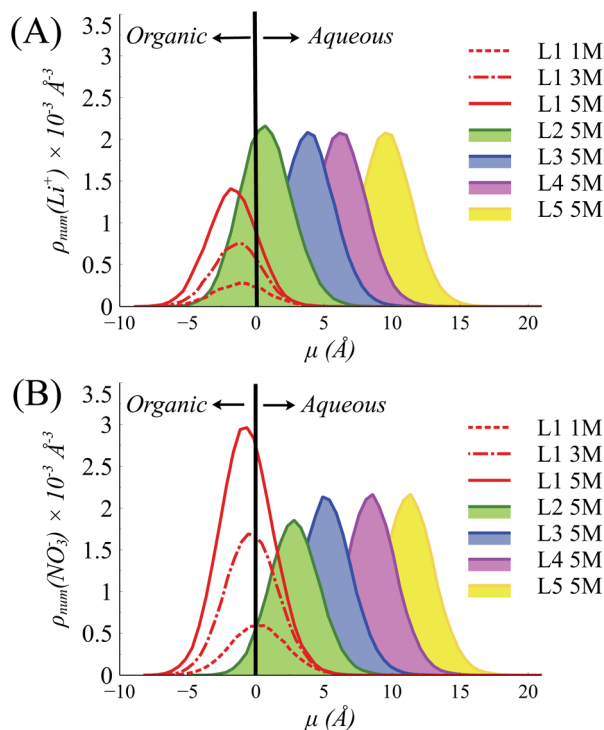 (A)
Organic ← → Aqueous
ρnum(Li⁺) × 10⁻³ Å⁻³
3.5
3
2.5
2
1.5
1
0.5
0
−10 −5 0 5 10 15 20
μ (Å)
L1 1M
L1 3M
L1 5M
L2 5M
L3 5M
L4 5M
L5 5M
(B)
Organic ← → Aqueous
ρnum(NO₃) × 10⁻³ Å⁻³
3.5
3
2.5
2
1.5
1
0.5
0
−10 −5 0 5 10 15 20
μ (Å)
L1 1M
L1 3M
L1 5M
L2 5M
L3 5M
L4 5M
L5 5M